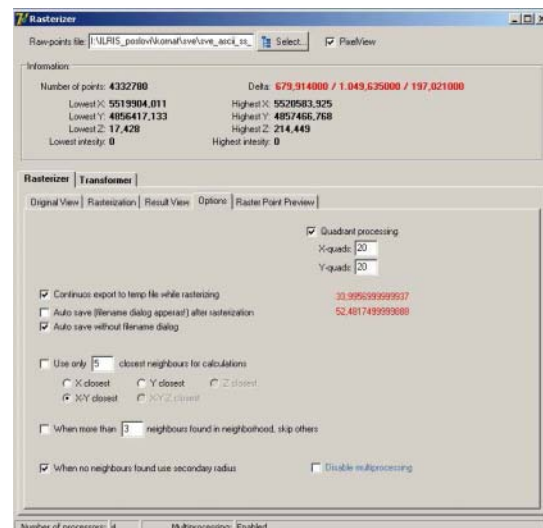 Rasterizer
Raw-points file: I:\ILRIS_poslovi\kornat\sve\sve_ascii_ss_ Select... PixelView
Information
Number of points: 4332780 Delta: 679,914000 / 1.049,635000 / 197,021000
Lowest X: 5519904,011 Highest X: 5520583,925
Lowest Y: 4856417,133 Highest Y: 4857466,768
Lowest Z: 17,428 Highest Z: 214,449
Lowest intesity: 0 Highest intesity: 0
Rasterizer Transformer
Original View Rasterization Result View Options Raster Point Preview
Quadrant processing
X-quads: 20
Y-quads: 20
Continuos export to temp file while rasterizing 33,9956999999937
Auto save (filename dialog apperas!) after rasterization 52,4817499999888
Auto save without filename dialog
Use only 5 closest neighbours for calculations
X closest Y closest Z closest
X-Y closest X-Y-Z closest
When more than 3 neighbours found in neighborhood, skip others
When no neighbours found use secondary radius Disable multiprocessing
Number of processors: 4 Multiprocessing: Enabled